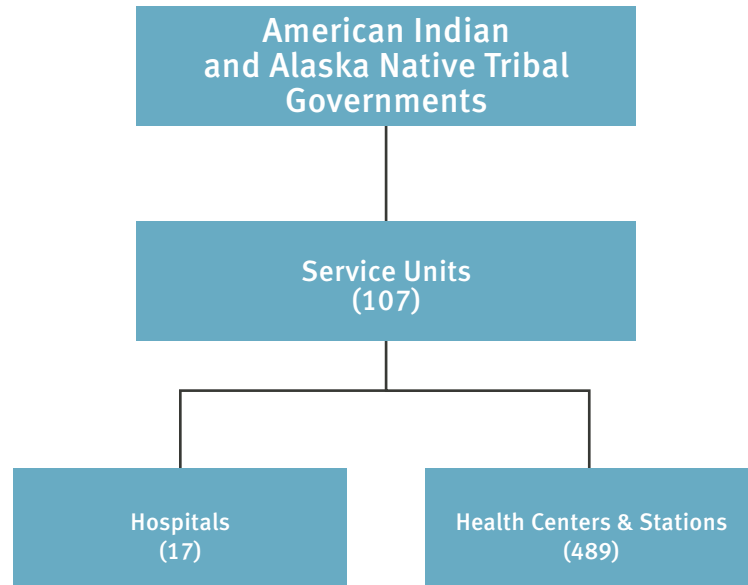 American Indian
and Alaska Native Tribal
Governments
Service Units
(107)
Hospitals
(17)
Health Centers & Stations
(489)